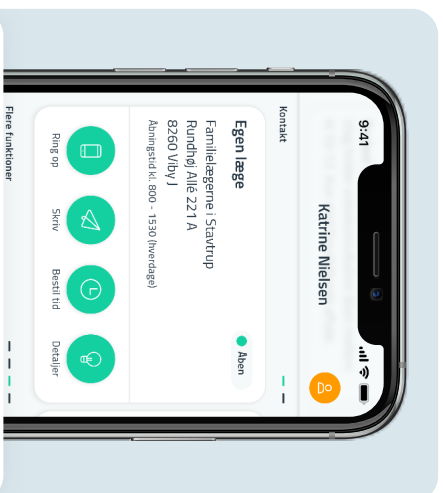 9:41
Katrine Nielsen
Kontakt
Egen læge
Åben
Familielægerne i Stavtrup
Rundhøj Allé 221 A
8260 Viby J
Åbningstid kl. 800 - 1530 (hverdage)
Ring op
Skriv
Bestil tid
Detaljer
Flere funktioner